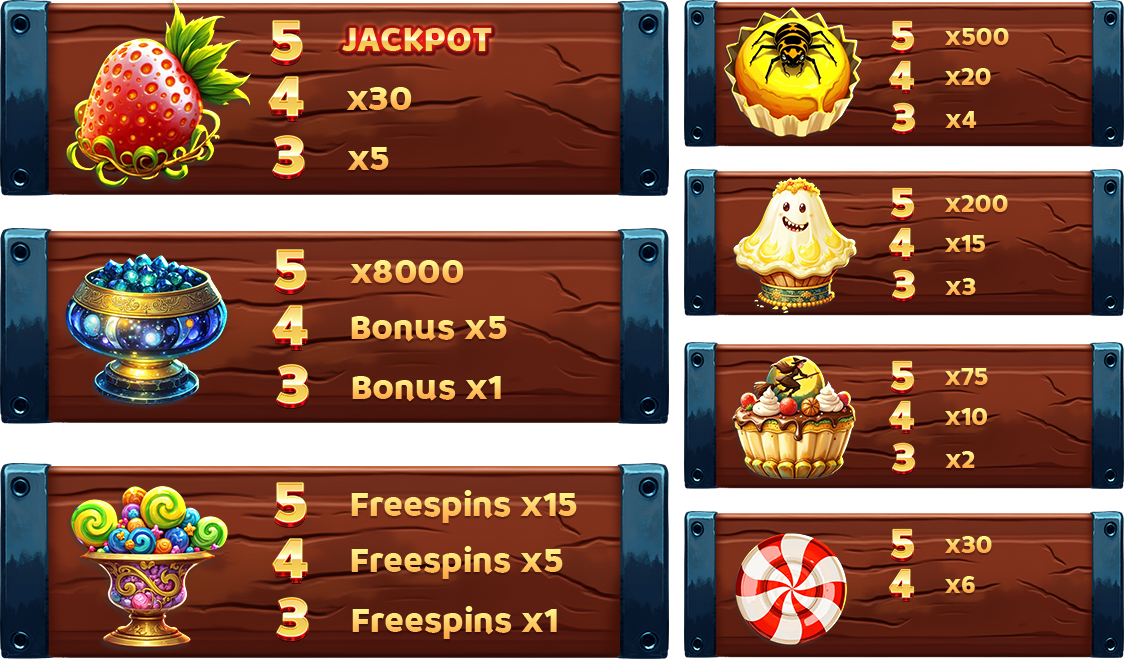 5 JACKPOT
4 x30
3 x5
5 x8000
4 Bonus x5
3 Bonus x1
5 Freespins x15
4 Freespins x5
3 Freespins x1
5 x500
4 x20
3 x4
5 x200
4 x15
3 x3
5 x75
4 x10
3 x2
5 x30
4 x6